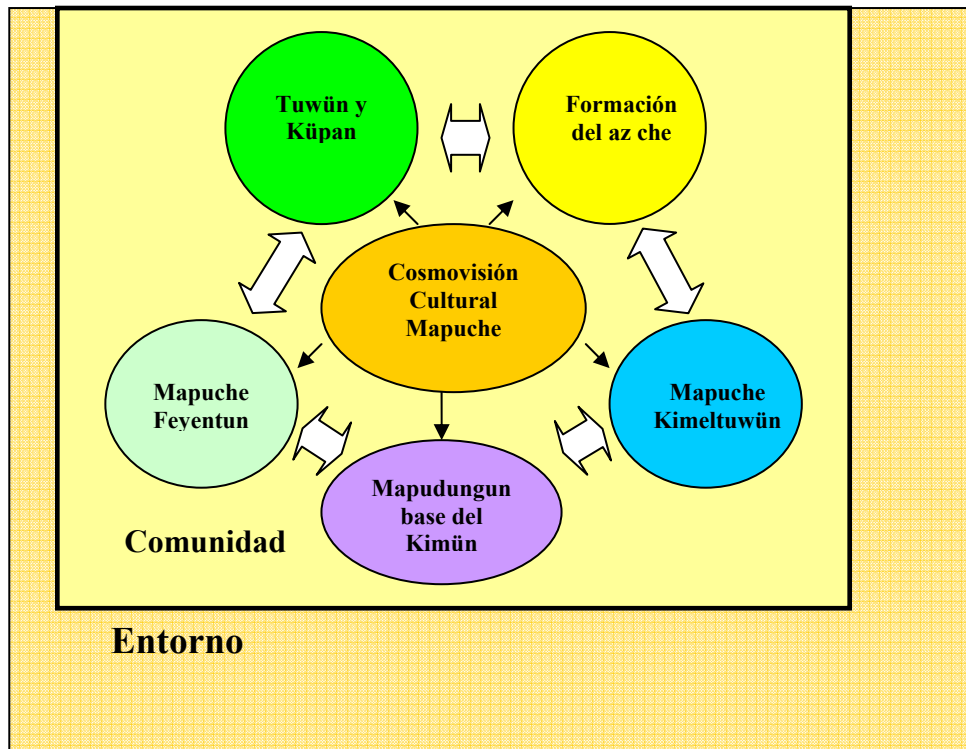 Tuwün y
Küpan
Formación
del az che
Cosmovisión
Cultural
Mapuche
Mapuche
Feyentun
Mapuche
Kimeltuwün
Mapudungun
base del
Kimün
Comunidad
Entorno